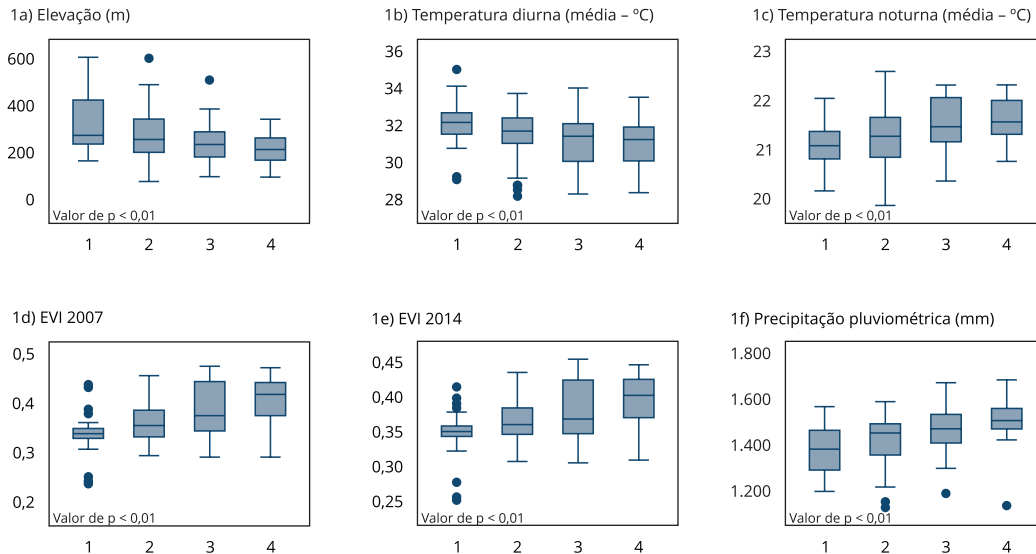 1a) Elevação (m)
600
400
200
0
Valor de p < 0,01
1 2 3 4
1b) Temperatura diurna (média – ºC)
36
34
32
30
28
Valor de p < 0,01
1 2 3 4
1c) Temperatura noturna (média – ºC)
23
22
21
20
Valor de p < 0,01
1 2 3 4
1d) EVI 2007
0,5
0,4
0,3
0,2
Valor de p < 0,01
1 2 3 4
1e) EVI 2014
0,45
0,40
0,35
0,30
0,25
Valor de p < 0,01
1 2 3 4
1f) Precipitação pluviométrica (mm)
1.800
1.600
1.400
1.200
Valor de p < 0,01
1 2 3 4